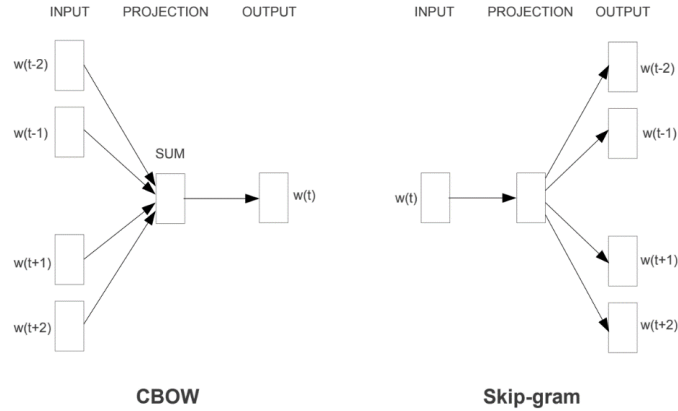 INPUT PROJECTION OUTPUT
w(t-2)
w(t-1)
SUM
w(t)
w(t+1)
w(t+2)
CBOW
INPUT PROJECTION OUTPUT
w(t-2)
w(t-1)
w(t)
w(t+1)
w(t+2)
Skip-gram